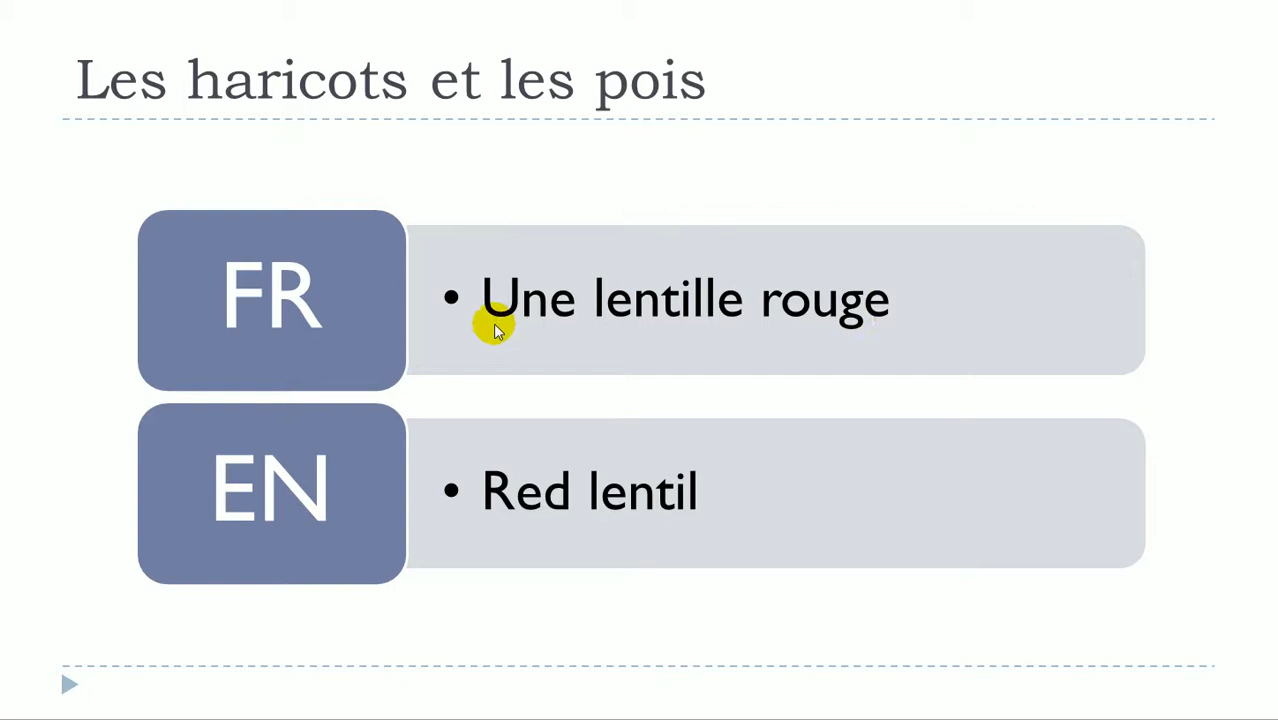 Les haricots et les pois
FR
• Une lentille rouge
EN
• Red lentil